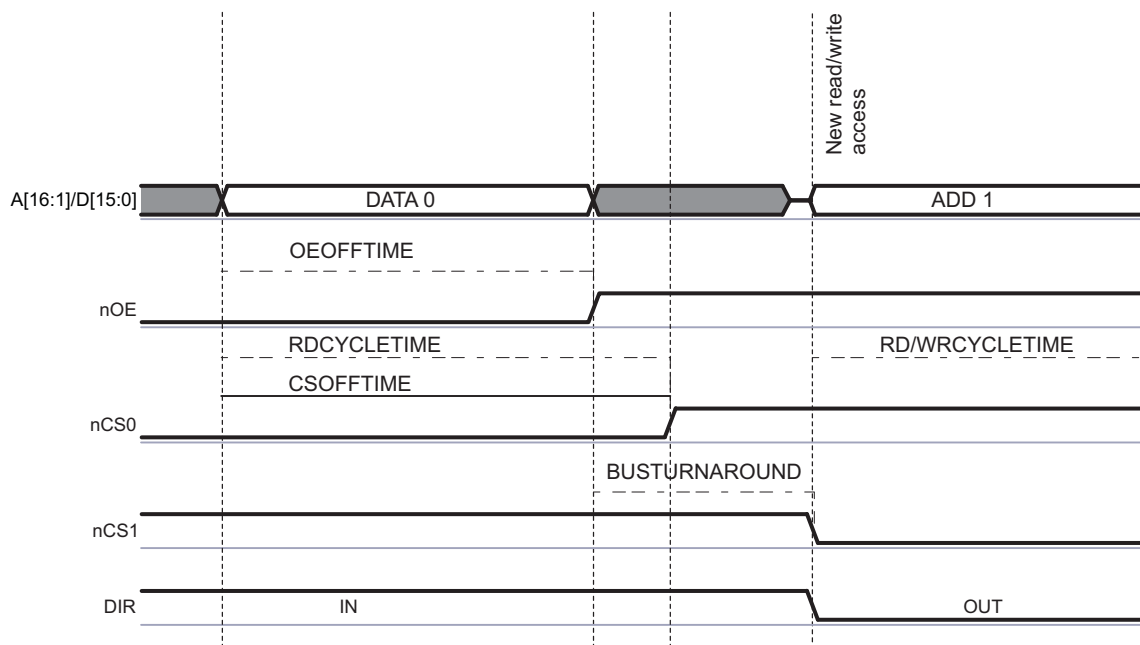 New read/write
access
A[16:1]/D[15:0]
DATA 0
ADD 1
OEOFFTIME
nOE
RDCYCLETIME
RD/WRCYCLETIME
CSOFFTIME
nCS0
BUSTURNAROUND
nCS1
DIR
IN
OUT